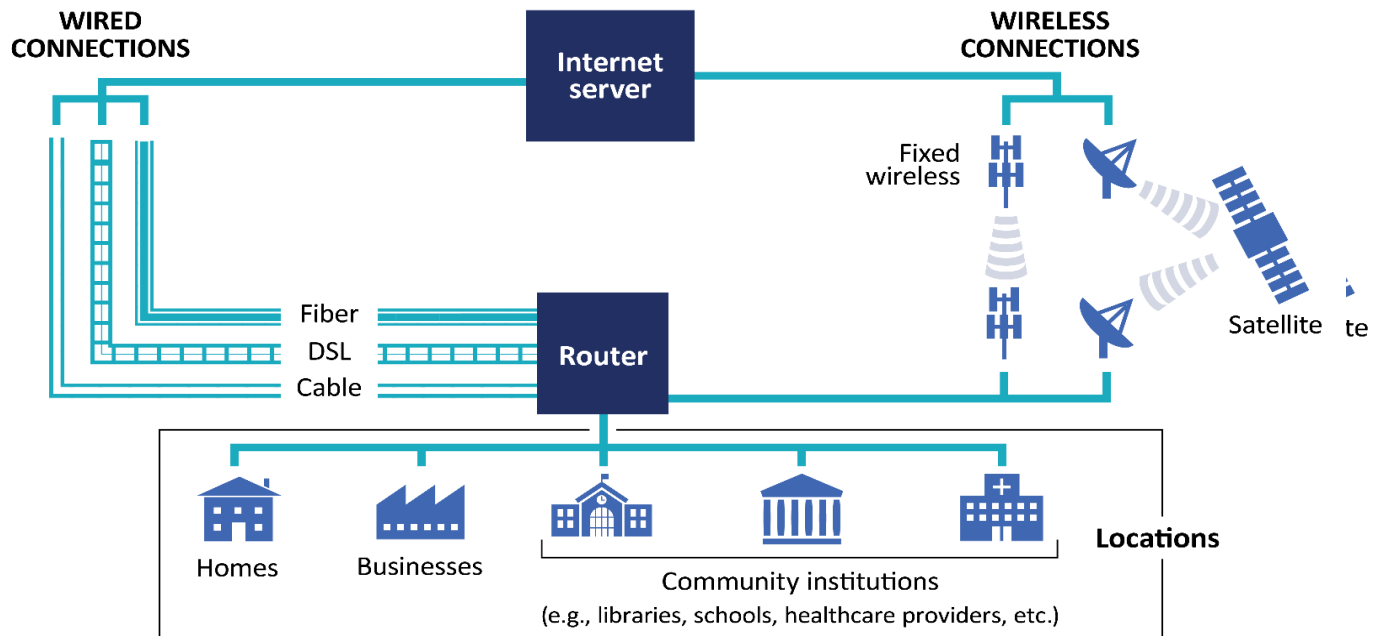 WIRED
CONNECTIONS
Internet
server
WIRELESS
CONNECTIONS
Fixed
wireless
Satellite
te
Fiber
DSL
Cable
Router
Homes
Businesses
Community institutions
(e.g., libraries, schools, healthcare providers, etc.)
Locations